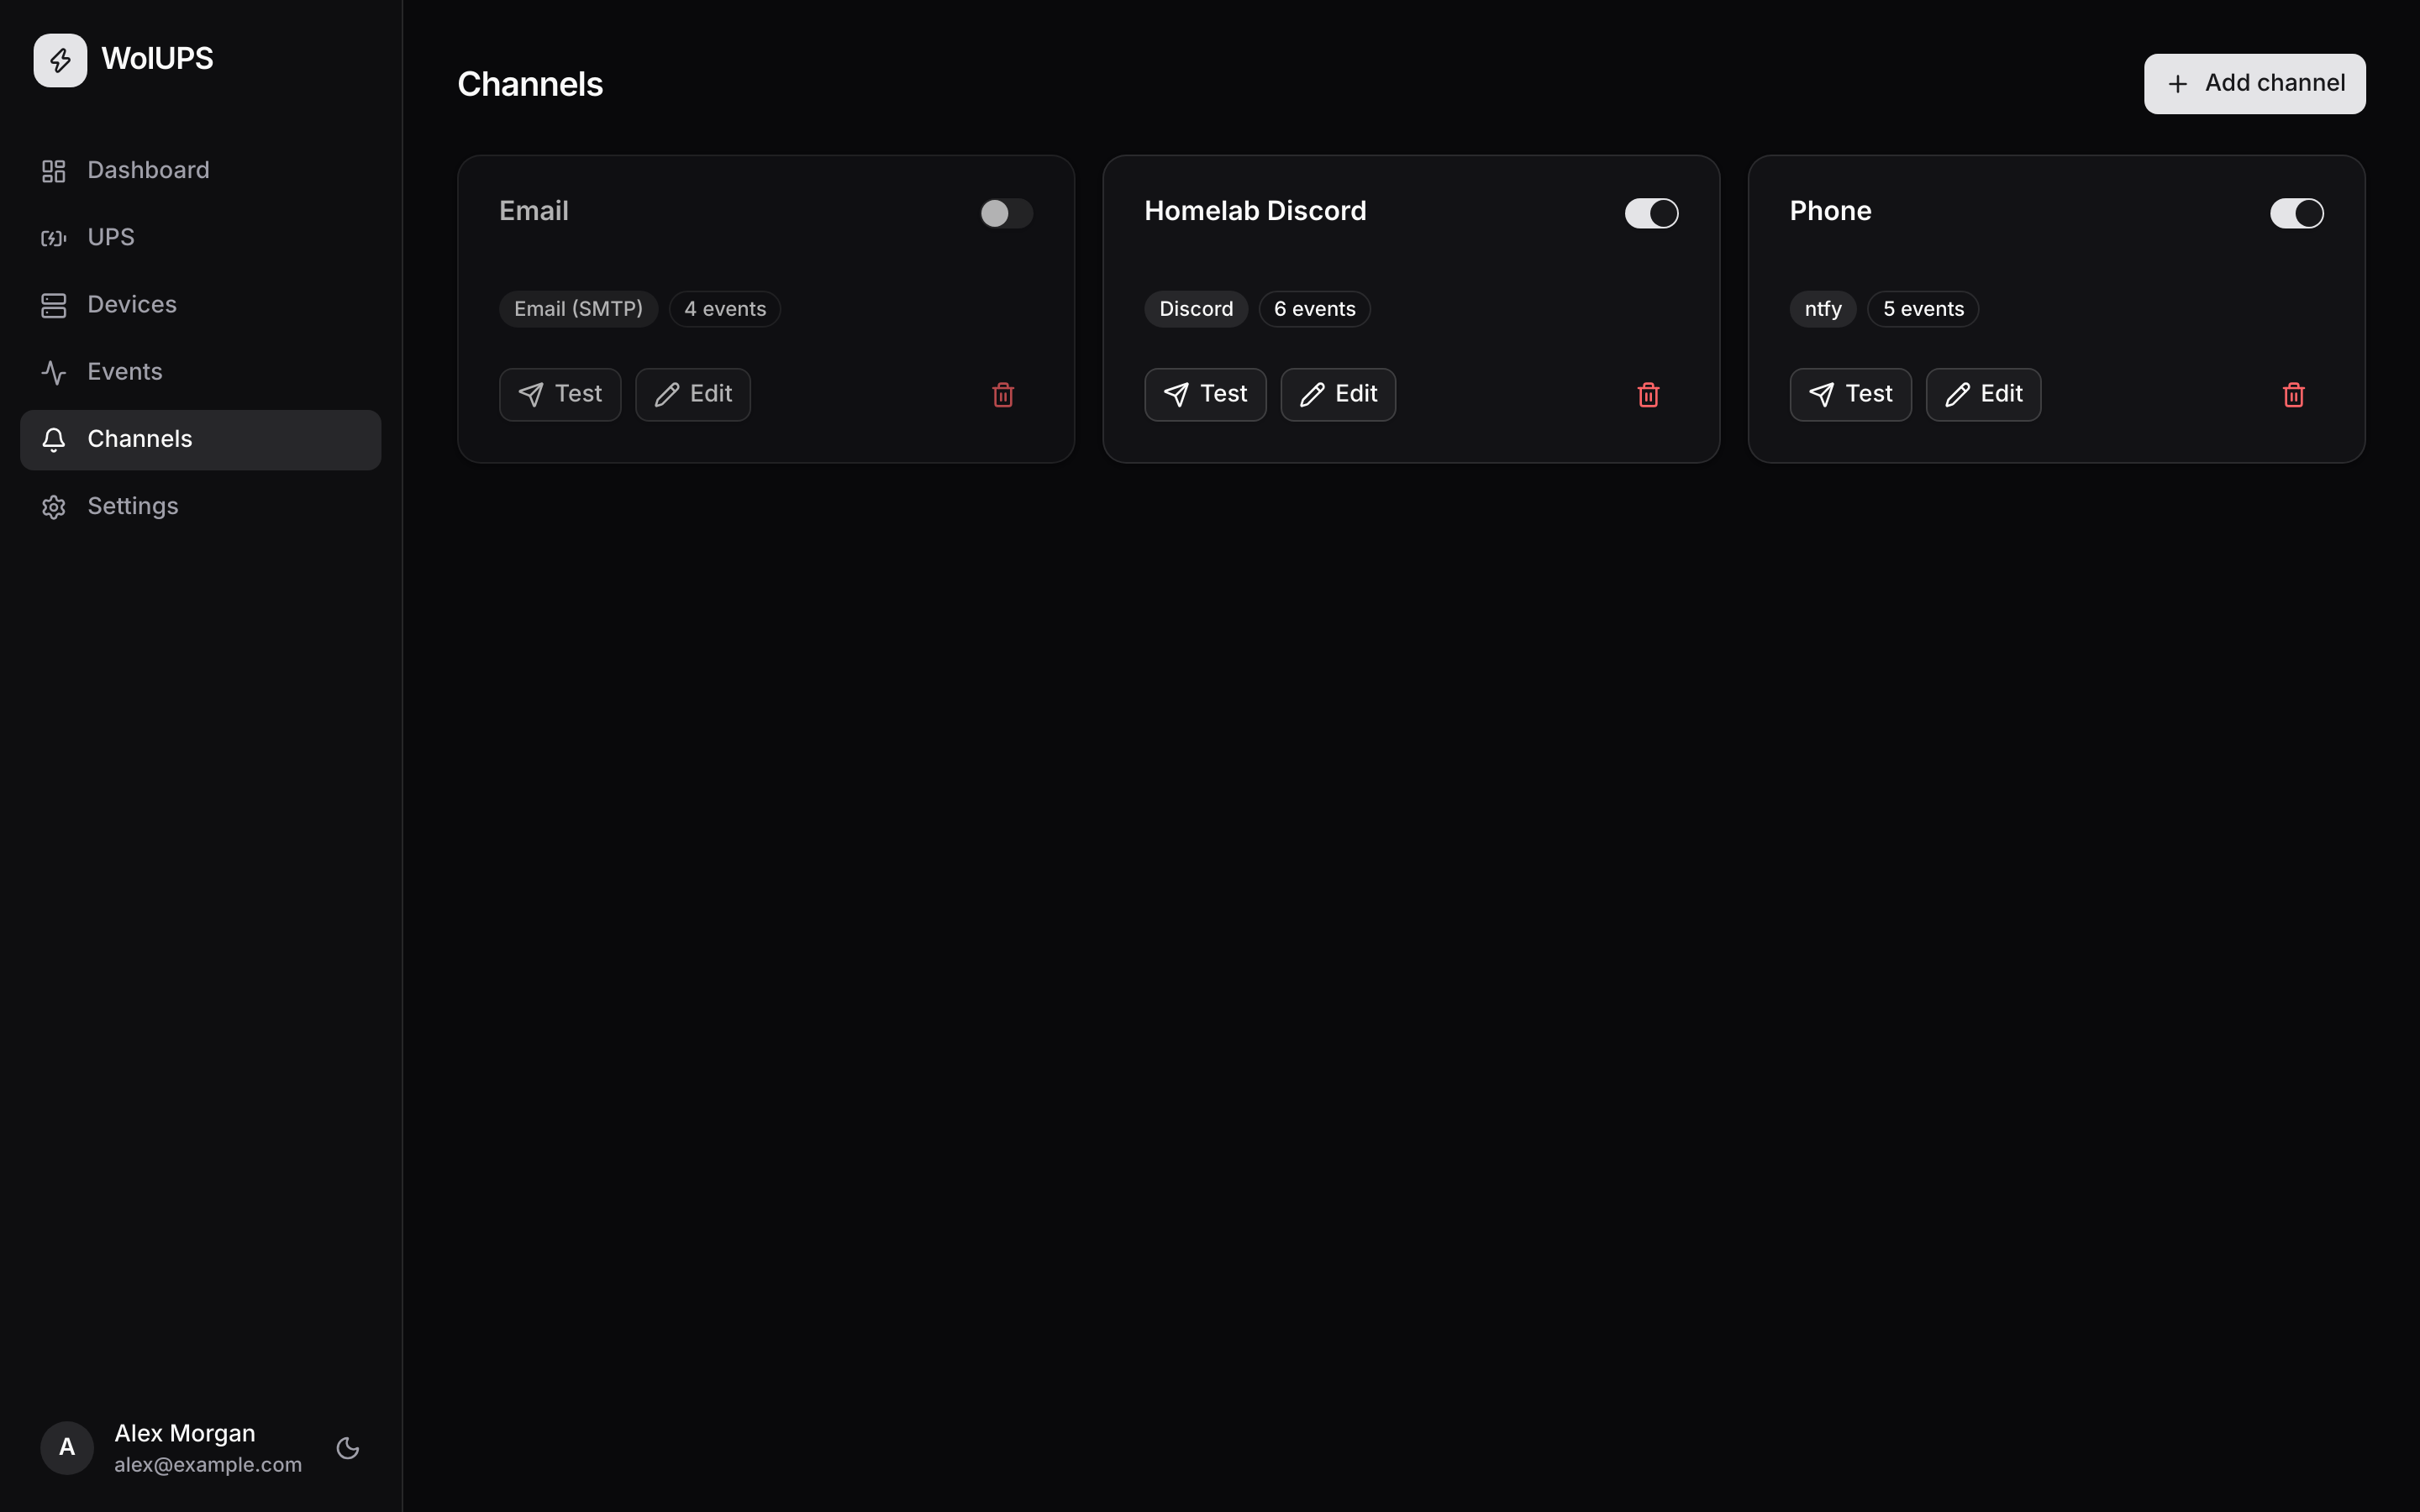 WolUPS
Dashboard
UPS
Devices
Events
Channels
Settings
A
Alex Morgan
alex@example.com
Channels
Add channel
Email
Email (SMTP)
4 events
Test
Edit
Homelab Discord
Discord
6 events
Test
Edit
Phone
ntfy
5 events
Test
Edit